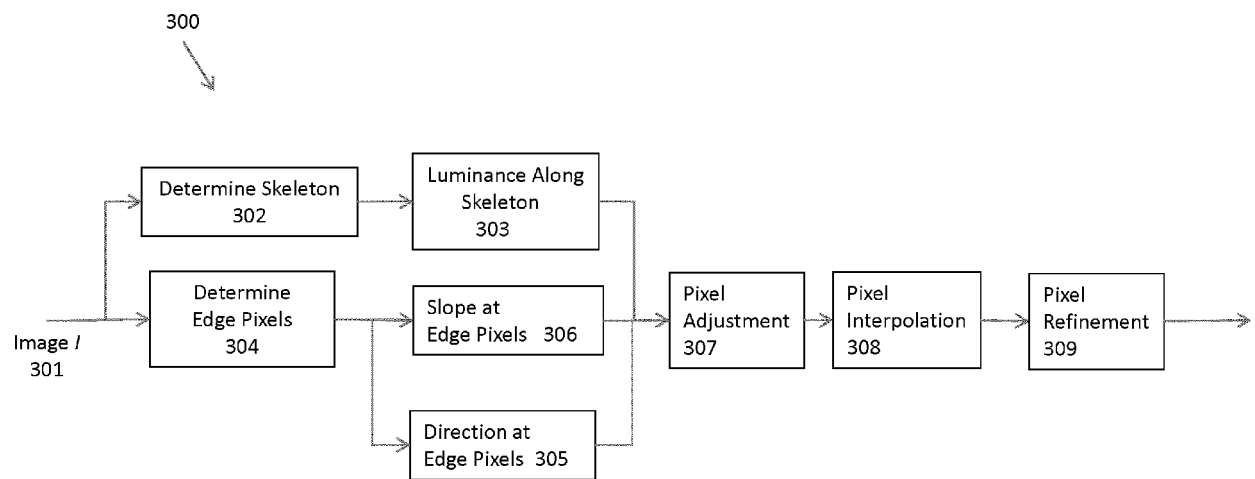 300
Determine Skeleton
302
Luminance Along
Skeleton
303
Image I
301
Determine
Edge Pixels
304
Slope at
Edge Pixels 306
Direction at
Edge Pixels 305
Pixel
Adjustment
307
Pixel
Interpolation
308
Pixel
Refinement
309